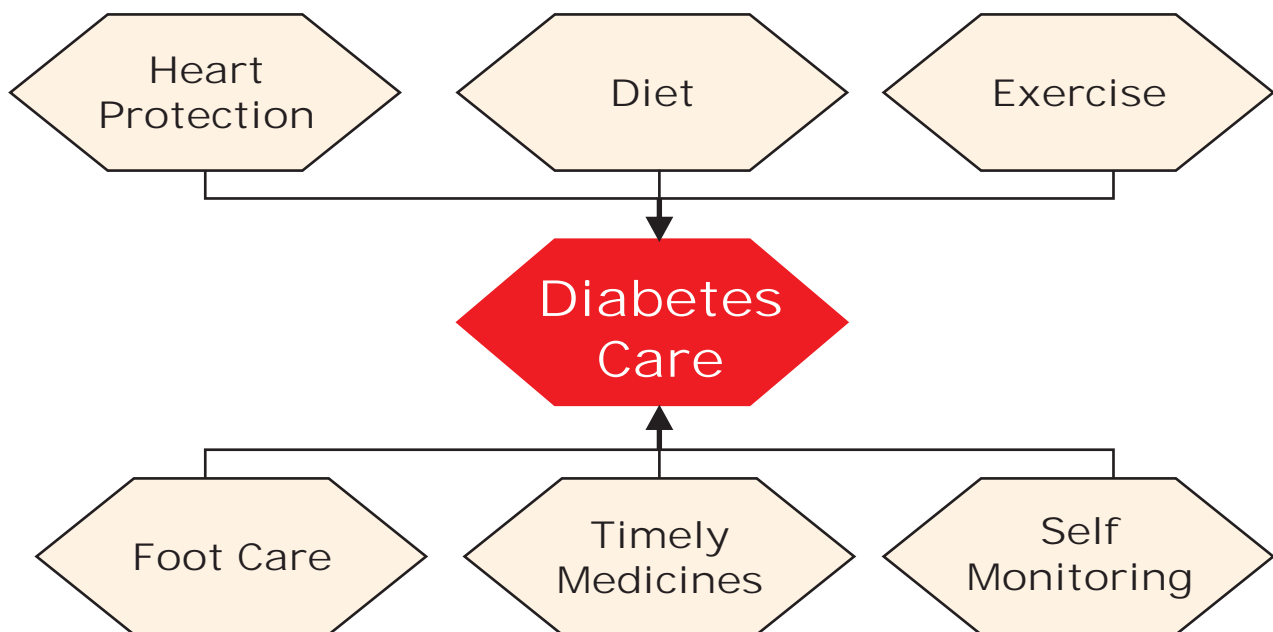 Heart
Protection
Diet
Exercise
Diabetes
Care
Foot Care
Timely
Medicines
Self
Monitoring